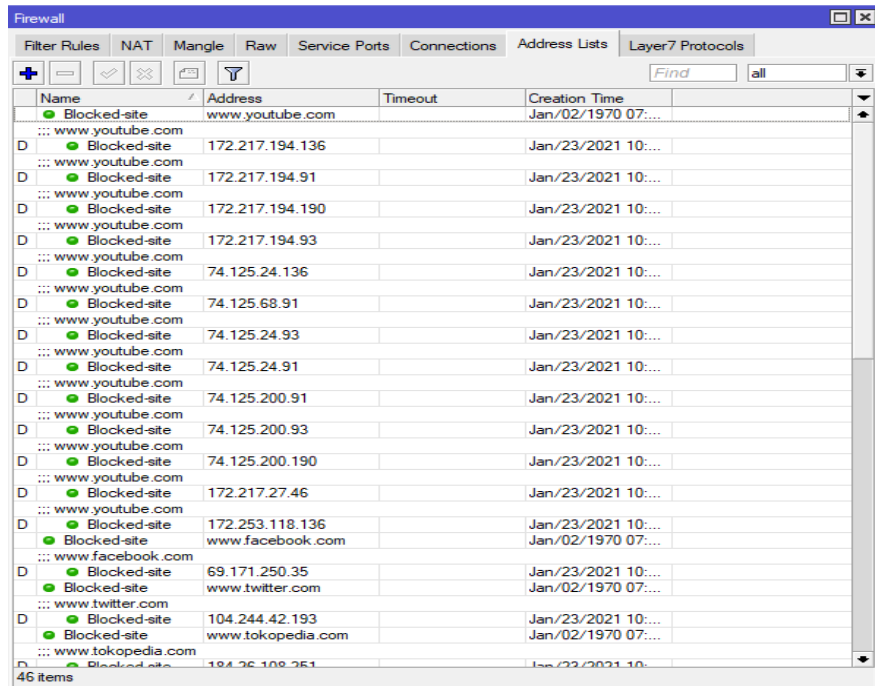 Firewall
Filter Rules NAT Mangle Raw Service Ports Connections Address Lists Layer7 Protocols
Find all
Name Address Timeout Creation Time
Blocked-site www.youtube.com Jan/02/1970 07:...
::: www.youtube.com
D Blocked-site 172.217.194.136 Jan/23/2021 10:...
::: www.youtube.com
D Blocked-site 172.217.194.91 Jan/23/2021 10:...
::: www.youtube.com
D Blocked-site 172.217.194.190 Jan/23/2021 10:...
::: www.youtube.com
D Blocked-site 172.217.194.93 Jan/23/2021 10:...
::: www.youtube.com
D Blocked-site 74.125.24.136 Jan/23/2021 10:...
::: www.youtube.com
D Blocked-site 74.125.68.91 Jan/23/2021 10:...
::: www.youtube.com
D Blocked-site 74.125.24.93 Jan/23/2021 10:...
::: www.youtube.com
D Blocked-site 74.125.24.91 Jan/23/2021 10:...
::: www.youtube.com
D Blocked-site 74.125.200.91 Jan/23/2021 10:...
::: www.youtube.com
D Blocked-site 74.125.200.93 Jan/23/2021 10:...
::: www.youtube.com
D Blocked-site 74.125.200.190 Jan/23/2021 10:...
::: www.youtube.com
D Blocked-site 172.217.27.46 Jan/23/2021 10:...
::: www.youtube.com
D Blocked-site 172.253.118.136 Jan/23/2021 10:...
Blocked-site www.facebook.com Jan/02/1970 07:...
::: www.facebook.com
D Blocked-site 69.171.250.35 Jan/23/2021 10:...
Blocked-site www.twitter.com Jan/02/1970 07:...
::: www.twitter.com
D Blocked-site 104.244.42.193 Jan/23/2021 10:...
Blocked-site www.tokopedia.com Jan/02/1970 07:...
::: www.tokopedia.com
D Blocked-site 184.26.108.251 Jan/23/2021 10:...
46 items